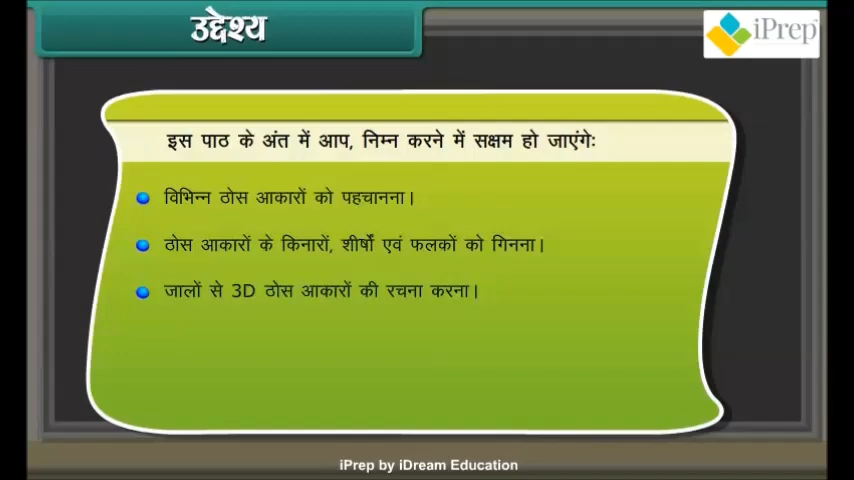 उद्देश्य
iPrep
इस पाठ के अंत में आप, निम्न करने में सक्षम हो जाएंगेः
विभिन्न ठोस आकारों को पहचानना।
ठोस आकारों के किनारों, शीर्षों एवं फलकों को गिनना।
जालों से 3D ठोस आकारों की रचना करना।
iPrep by iDream Education